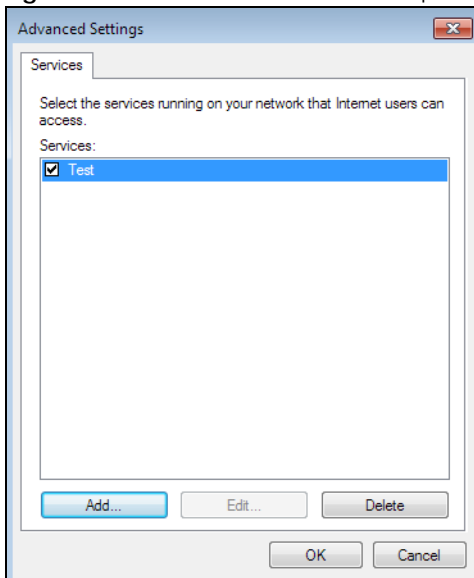 Advanced Settings
Services
Select the services running on your network that Internet users can
access.
Services:
Test
Add...
Edit...
Delete
OK
Cancel